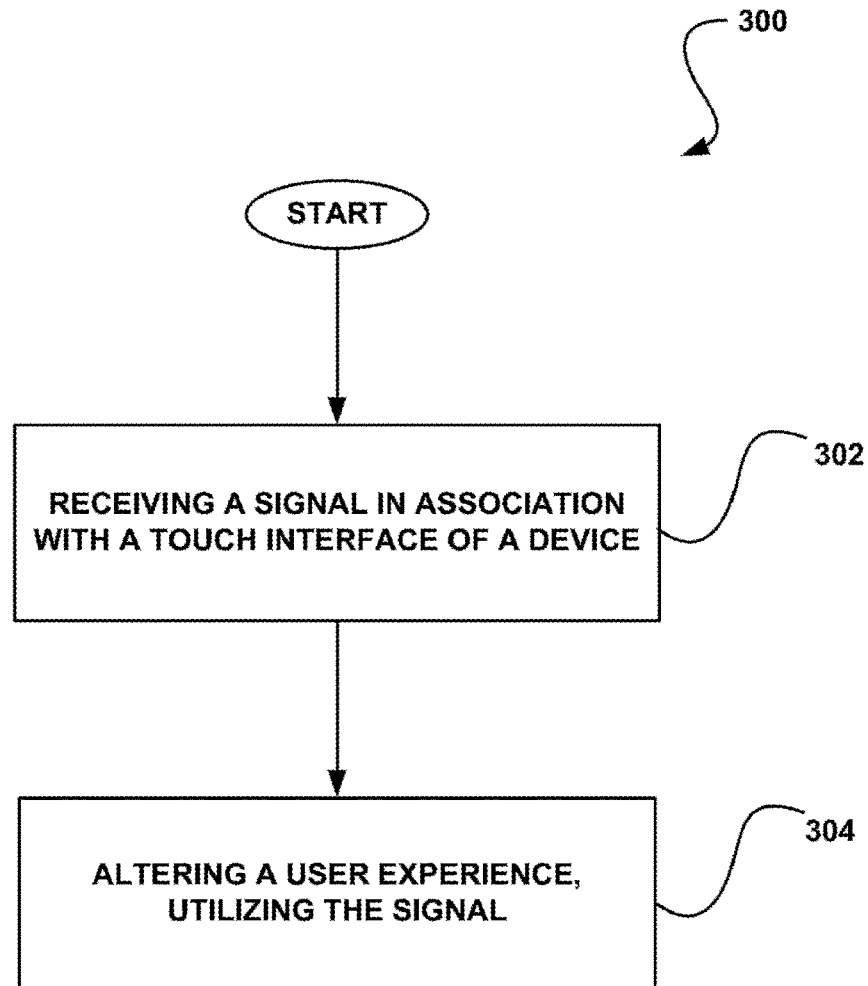 300
START
RECEIVING A SIGNAL IN ASSOCIATION
WITH A TOUCH INTERFACE OF A DEVICE
302
ALTERING A USER EXPERIENCE,
UTILIZING THE SIGNAL
304